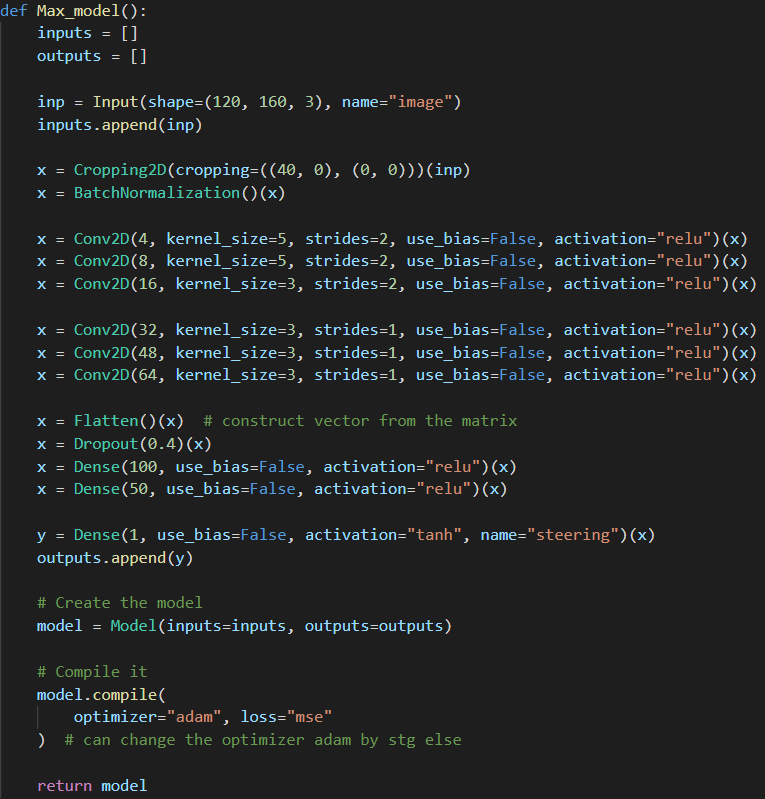 def Max_model():
    inputs = []
    outputs = []

    inp = Input(shape=(120, 160, 3), name="image")
    inputs.append(inp)

    x = Cropping2D(cropping=((40, 0), (0, 0)))(inp)
    x = BatchNormalization()(x)

    x = Conv2D(4, kernel_size=5, strides=2, use_bias=False, activation="relu")(x)
    x = Conv2D(8, kernel_size=5, strides=2, use_bias=False, activation="relu")(x)
    x = Conv2D(16, kernel_size=3, strides=2, use_bias=False, activation="relu")(x)

    x = Conv2D(32, kernel_size=3, strides=1, use_bias=False, activation="relu")(x)
    x = Conv2D(48, kernel_size=3, strides=1, use_bias=False, activation="relu")(x)
    x = Conv2D(64, kernel_size=3, strides=1, use_bias=False, activation="relu")(x)

    x = Flatten()(x)  # construct vector from the matrix
    x = Dropout(0.4)(x)
    x = Dense(100, use_bias=False, activation="relu")(x)
    x = Dense(50, use_bias=False, activation="relu")(x)

    y = Dense(1, use_bias=False, activation="tanh", name="steering")(x)
    outputs.append(y)

    # Create the model
    model = Model(inputs=inputs, outputs=outputs)

    # Compile it
    model.compile(
        optimizer="adam", loss="mse"
    )  # can change the optimizer adam by stg else

    return model